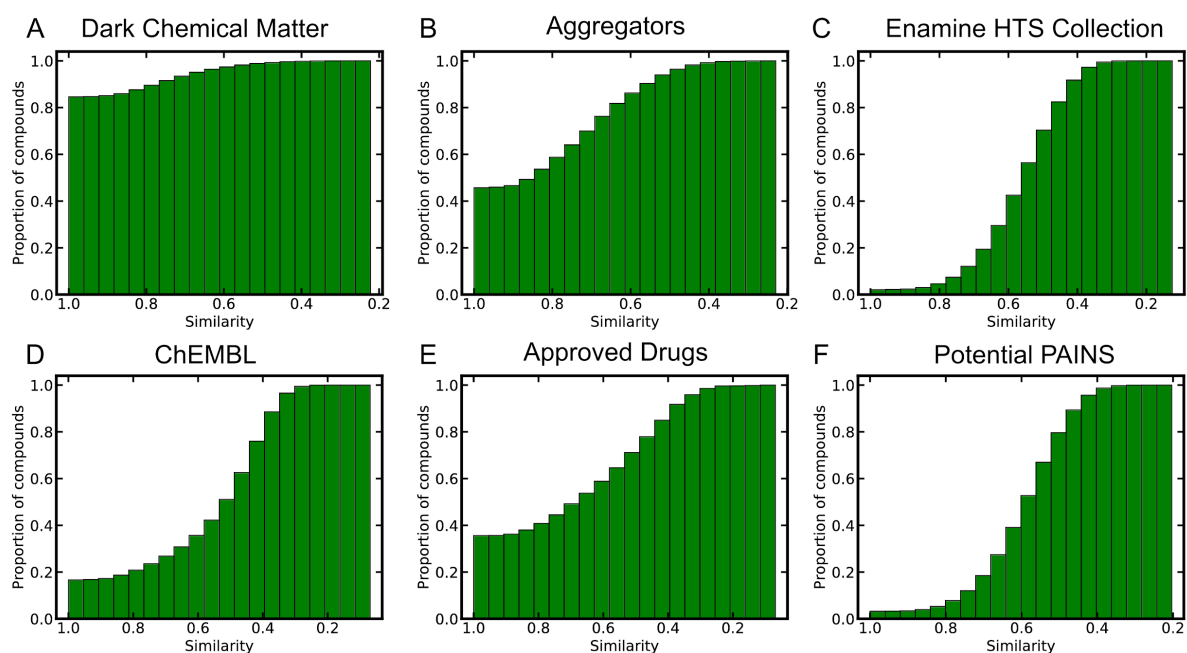 A Dark Chemical Matter
1.0
0.8
0.6
0.4
0.2
0.0
Proportion of compounds
1.0 0.8 0.6 0.4 0.2
Similarity
B Aggregators
1.0
0.8
0.6
0.4
0.2
0.0
Proportion of compounds
1.0 0.8 0.6 0.4 0.2
Similarity
C Enamine HTS Collection
1.0
0.8
0.6
0.4
0.2
0.0
Proportion of compounds
1.0 0.8 0.6 0.4 0.2
Similarity
D ChEMBL
1.0
0.8
0.6
0.4
0.2
0.0
Proportion of compounds
1.0 0.8 0.6 0.4 0.2
Similarity
E Approved Drugs
1.0
0.8
0.6
0.4
0.2
0.0
Proportion of compounds
1.0 0.8 0.6 0.4 0.2
Similarity
F Potential PAINS
1.0
0.8
0.6
0.4
0.2
0.0
Proportion of compounds
1.0 0.8 0.6 0.4 0.2
Similarity